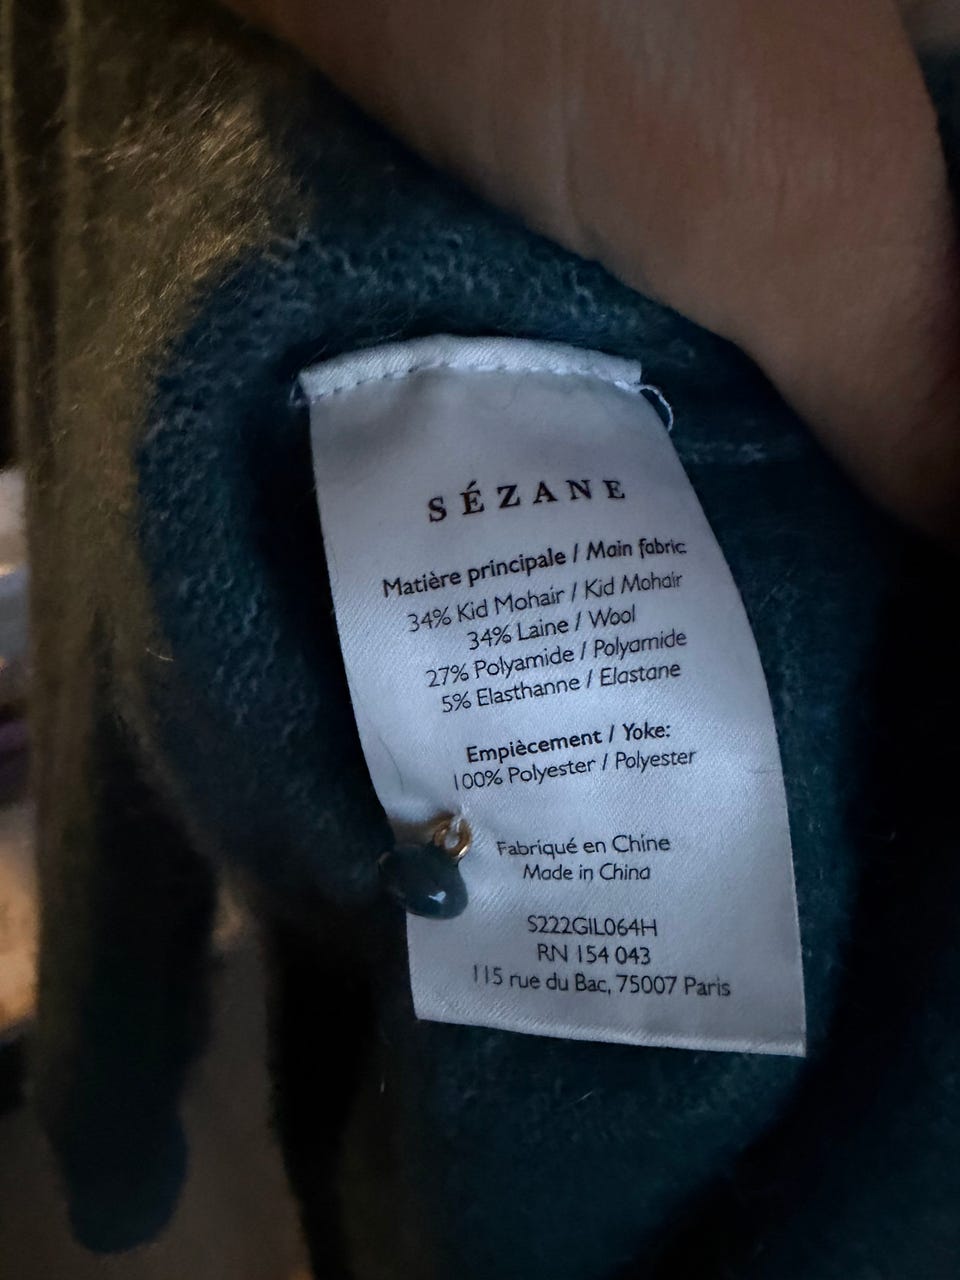 SÉZANE
Matière principale / Main fabric
34% Kid Mohair / Kid Mohair
34% Laine / Wool
27% Polyamide / Polyamide
5% Elasthanne / Elastane
Empiècement / Yoke:
100% Polyester / Polyester
Fabriqué en Chine
Made in China
S222GIL064H
RN 154 043
115 rue du Bac, 75007 Paris